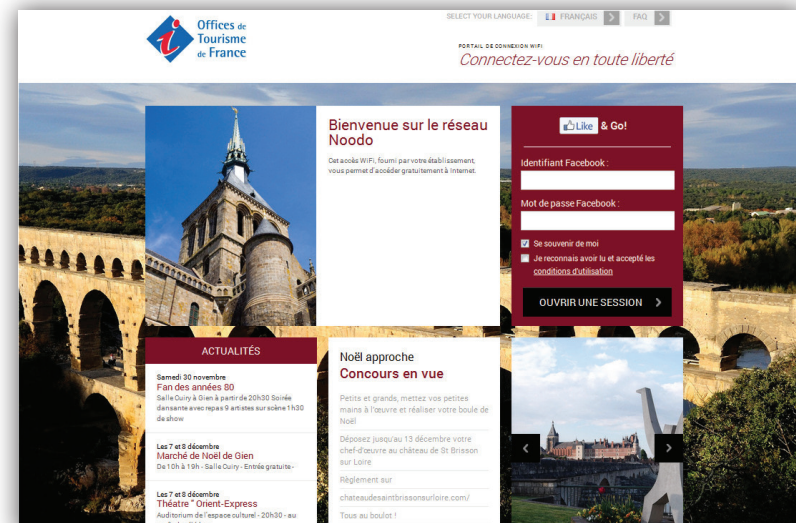 Offices de
Tourisme
de France
SELECT YOUR LANGUAGE:
FRANÇAIS
FAQ
PORTAIL DE CONNEXION WIFI
Connectez-vous en toute liberté
Bienvenue sur le réseau
Noodo
Cet accès WiFi, fourni par votre établissement,
vous permet d'accéder gratuitement à Internet.
Like & Go!
Identifiant Facebook :
Mot de passe Facebook :
Se souvenir de moi
Je reconnais avoir lu et accepté les
conditions d'utilisation
OUVRIR UNE SESSION
ACTUALITÉS
Samedi 30 novembre
Fan des années 80
Salle Cuiry à Gien à partir de 20h30 Soirée
dansante avec repas 9 artistes sur scène 1h30
de show
Les 7 et 8 décembre
Marché de Noël de Gien
De 10h à 19h - Salle Cuiry - Entrée gratuite -
Les 7 et 8 décembre
Théatre " Orient-Express
Auditorium de l'espace culturel - 20h30 - au
Noël approche
Concours en vue
Petits et grands, mettez vos petites
mains à l'œuvre et réaliser votre boule de
Noël
Déposez jusqu'au 13 décembre votre
chef-d'œuvre au château de St Brisson
sur Loire
Règlement sur
chateaudesaintbrissonsurloire.com/
Tous au boulot !